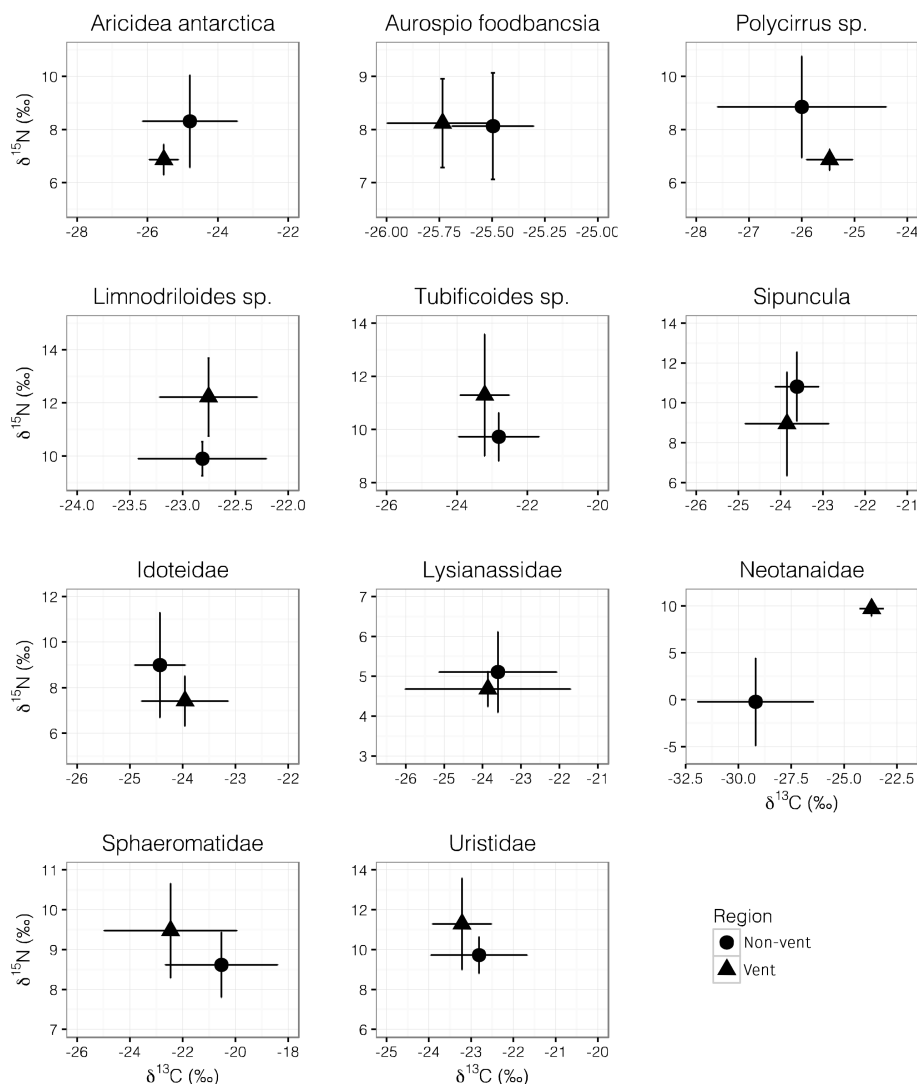 Aricidea antarctica
Aurospio foodbancsia
Polycirrus sp.
δ15N (‰)
10
8
6
-28 -26 -24 -22
9
8
7
-26.00 -25.75 -25.50 -25.25 -25.00
10
8
6
-28 -27 -26 -25 -24
Limnodriloides sp.
Tubificoides sp.
Sipuncula
δ15N (‰)
14
12
10
-24.0 -23.5 -23.0 -22.5 -22.0
14
12
10
8
-26 -24 -22 -20
14
12
10
8
6
-26 -25 -24 -23 -22 -21
Idoteidae
Lysianassidae
Neotanaidae
δ15N (‰)
12
10
8
6
-26 -25 -24 -23 -22
7
6
5
4
3
-26 -25 -24 -23 -22 -21
10
5
0
-5
-32.5 -30.0 -27.5 -25.0 -22.5
δ13C (‰)
Sphaeromatidae
Uristidae
δ15N (‰)
11
10
9
8
7
-28 -26 -24 -22 -20 -18
δ13C (‰)
14
12
10
8
6
-25 -24 -23 -22 -21 -20
δ13C (‰)
Region
Non-vent
Vent